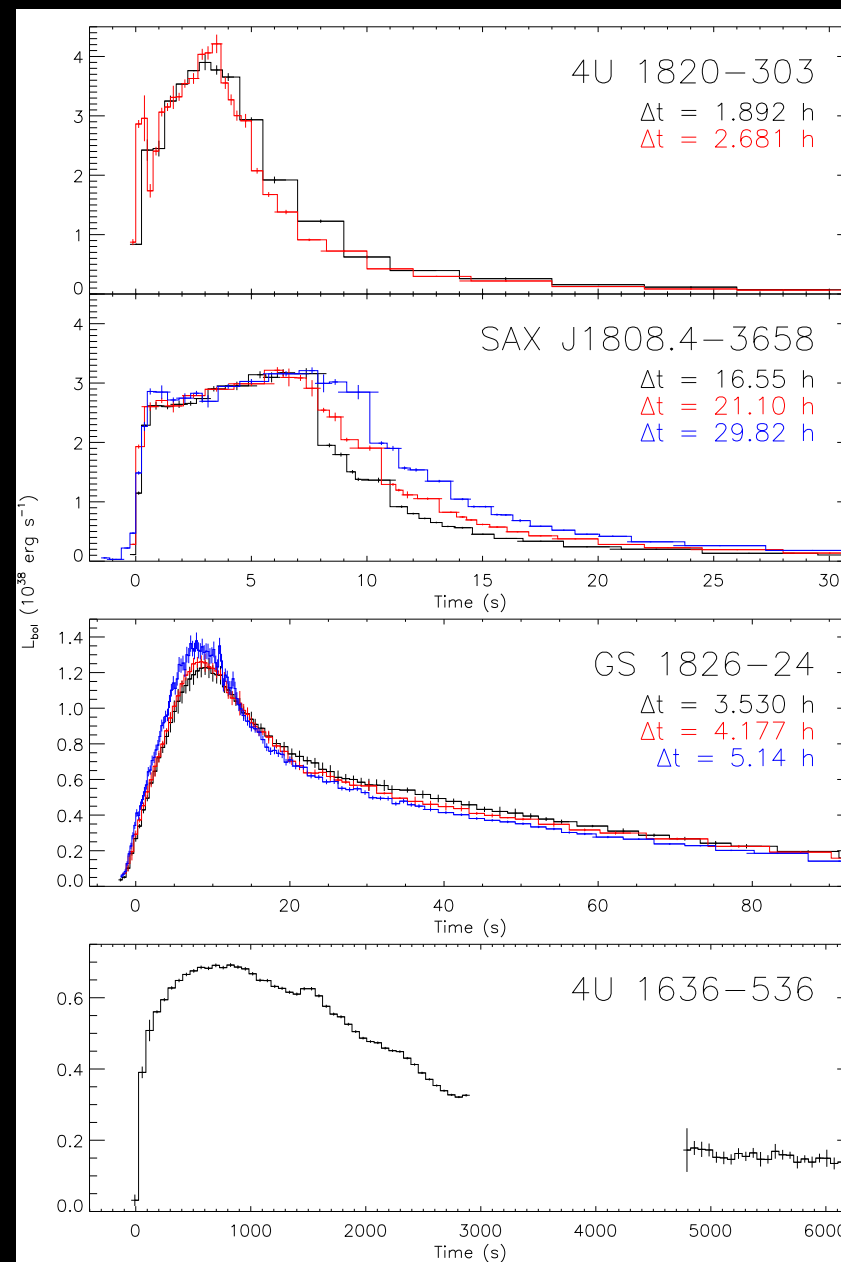 4U 1820−303
Δt = 1.892 h
Δt = 2.681 h
4
3
2
1
0
SAX J1808.4−3658
Δt = 16.55 h
Δt = 21.10 h
Δt = 29.82 h
4
3
2
1
0
0 5 10 15 20 25 30
Time (s)
L_bol (10^38 erg s^−1)
GS 1826−24
Δt = 3.530 h
Δt = 4.177 h
Δt = 5.14 h
1.4
1.2
1.0
0.8
0.6
0.4
0.2
0.0
0 20 40 60 80
Time (s)
4U 1636−536
0.6
0.4
0.2
0.0
0 1000 2000 3000 4000 5000 6000
Time (s)